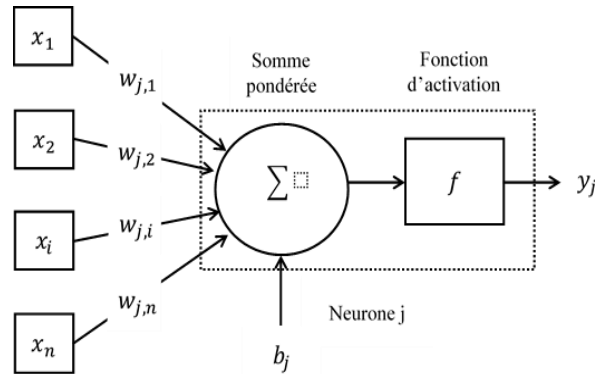 x₁
x₂
xᵢ
xₙ
wⱼ,₁
wⱼ,₂
wⱼ,ᵢ
wⱼ,ₙ
Somme
pondérée
∑
Fonction
d'activation
f
yⱼ
Neurone j
bⱼ